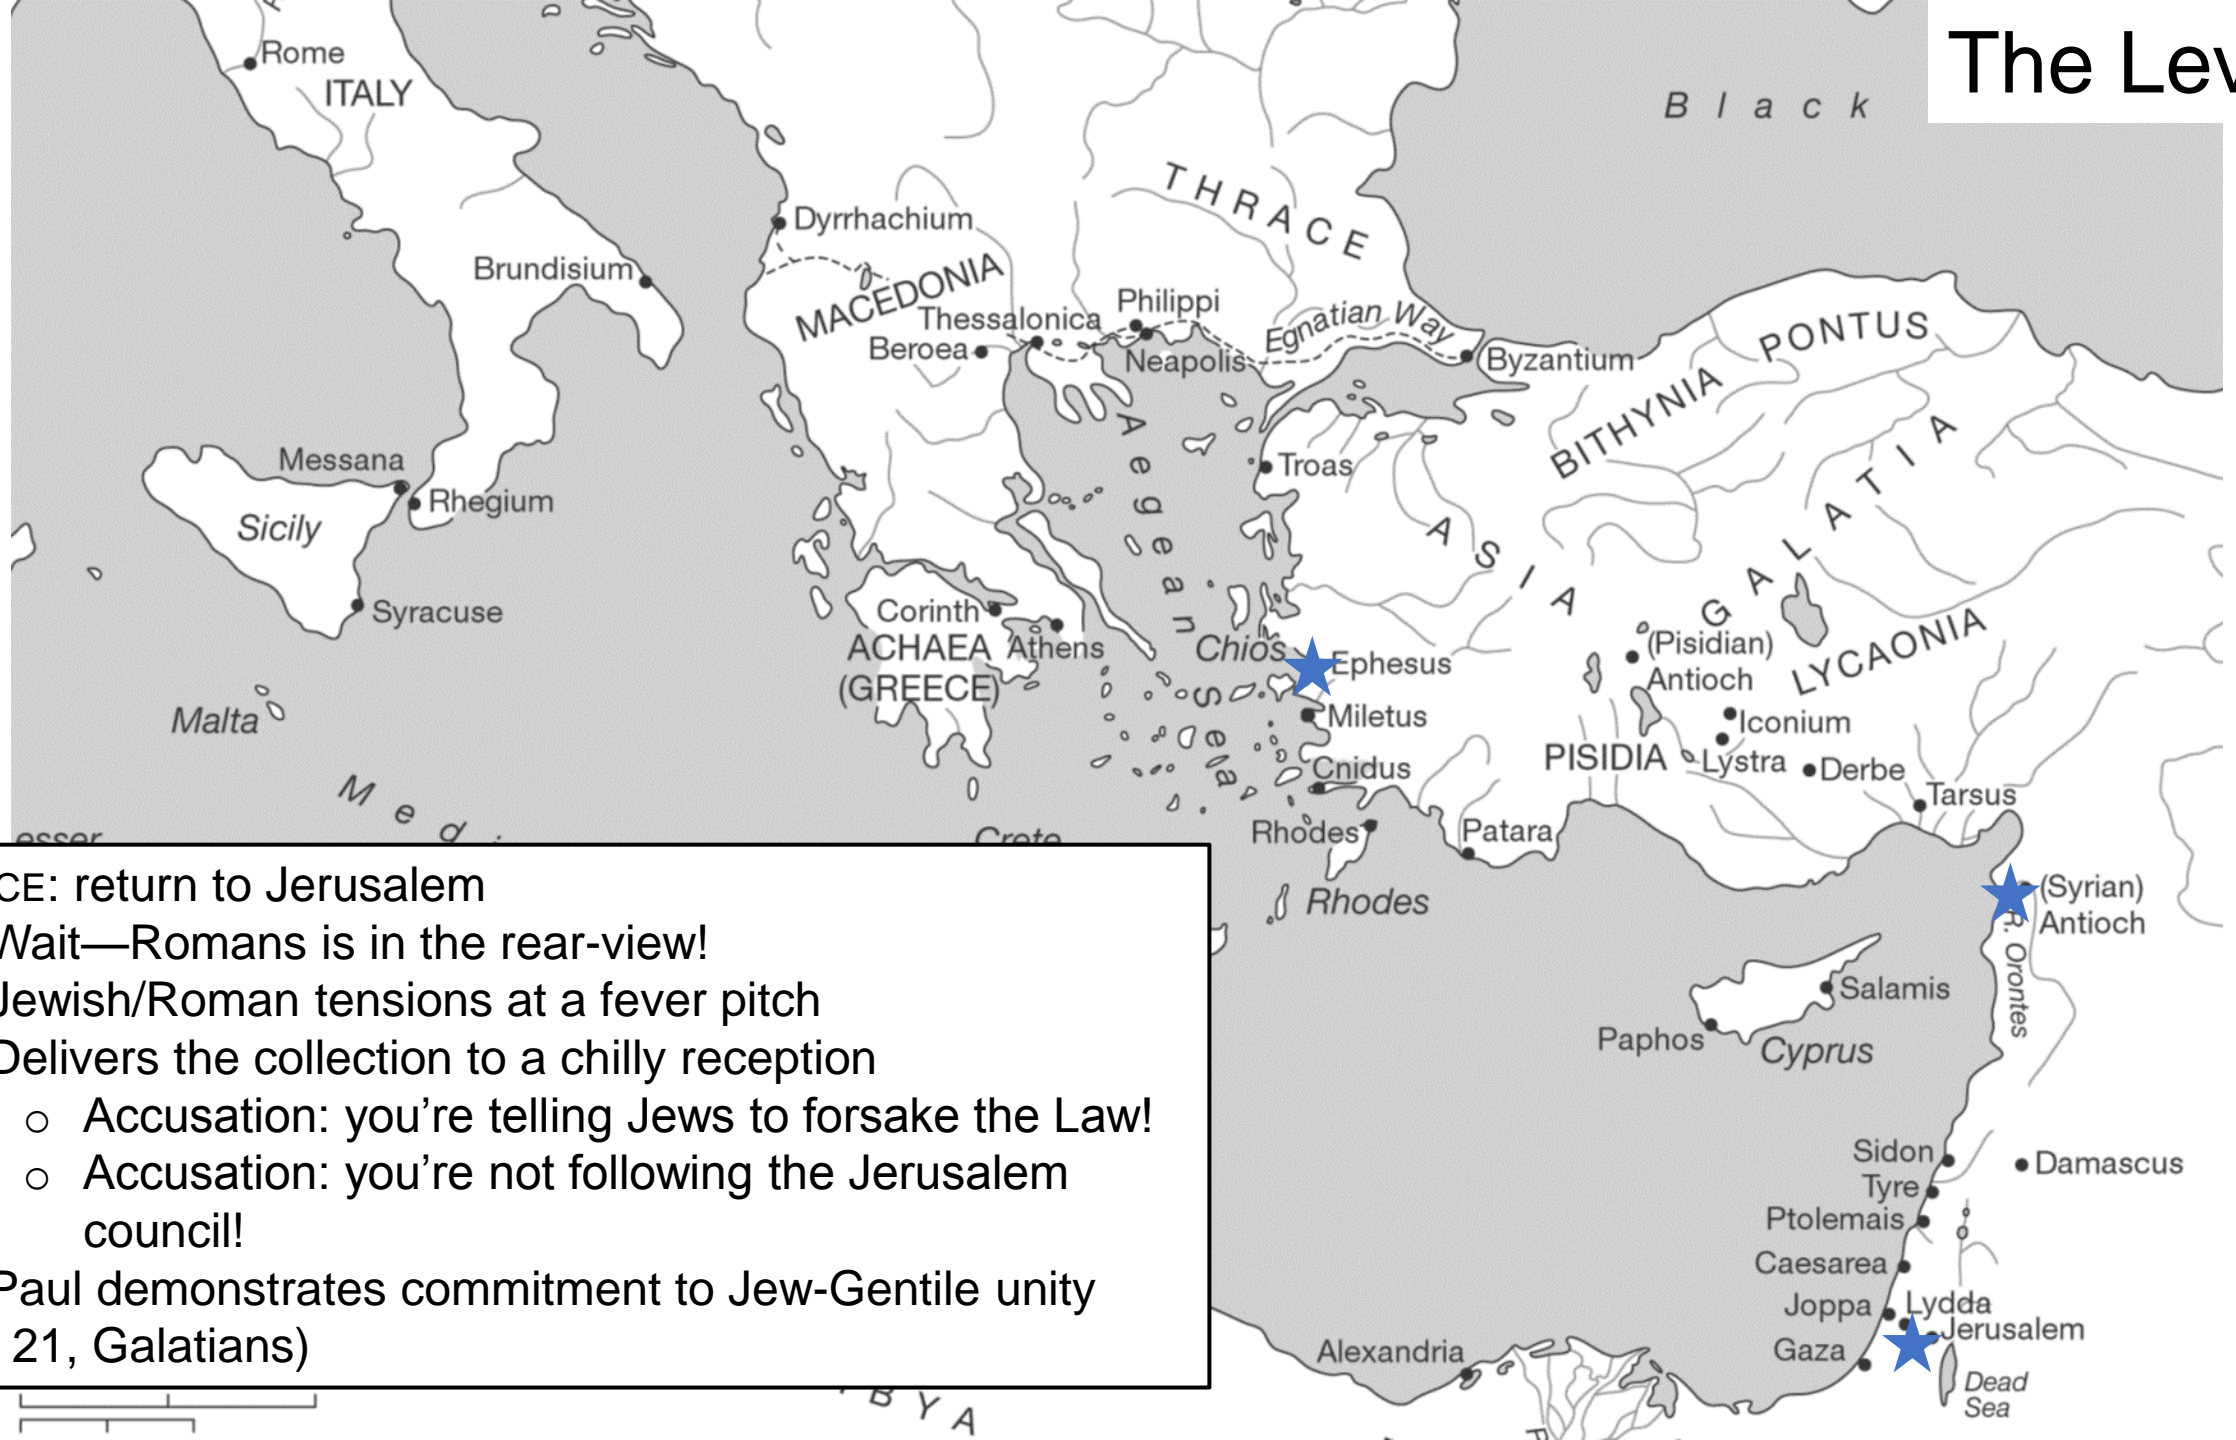 The Lev
Rome
ITALY
Black
THRACE
Dyrrhachium
Brundisium
MACEDONIA
Philippi
Thessalonica
Egnatian Way
Beroea
Neapolis
Byzantium
PONTUS
BITHYNIA
GALATIA
Messana
Rhegium
Sicily
Troas
Aegean Sea
ASIA
Syracuse
Corinth
ACHAEA
(GREECE)
Athens
Chios
Ephesus
(Pisidian)
Antioch
LYCAONIA
Malta
Miletus
Iconium
PISIDIA
Lystra
Derbe
Cnidus
Tarsus
Medi
esser
Crete
Rhodes
Patara
Rhodes
(Syrian)
Antioch
R. Orontes
Salamis
Paphos
Cyprus
Sidon
Damascus
Tyre
Ptolemais
Caesarea
Joppa
Lydda
Jerusalem
Gaza
Alexandria
Dead
Sea
BYA
CE: return to Jerusalem
Wait—Romans is in the rear-view!
Jewish/Roman tensions at a fever pitch
Delivers the collection to a chilly reception
o Accusation: you’re telling Jews to forsake the Law!
o Accusation: you’re not following the Jerusalem
council!
Paul demonstrates commitment to Jew-Gentile unity
21, Galatians)